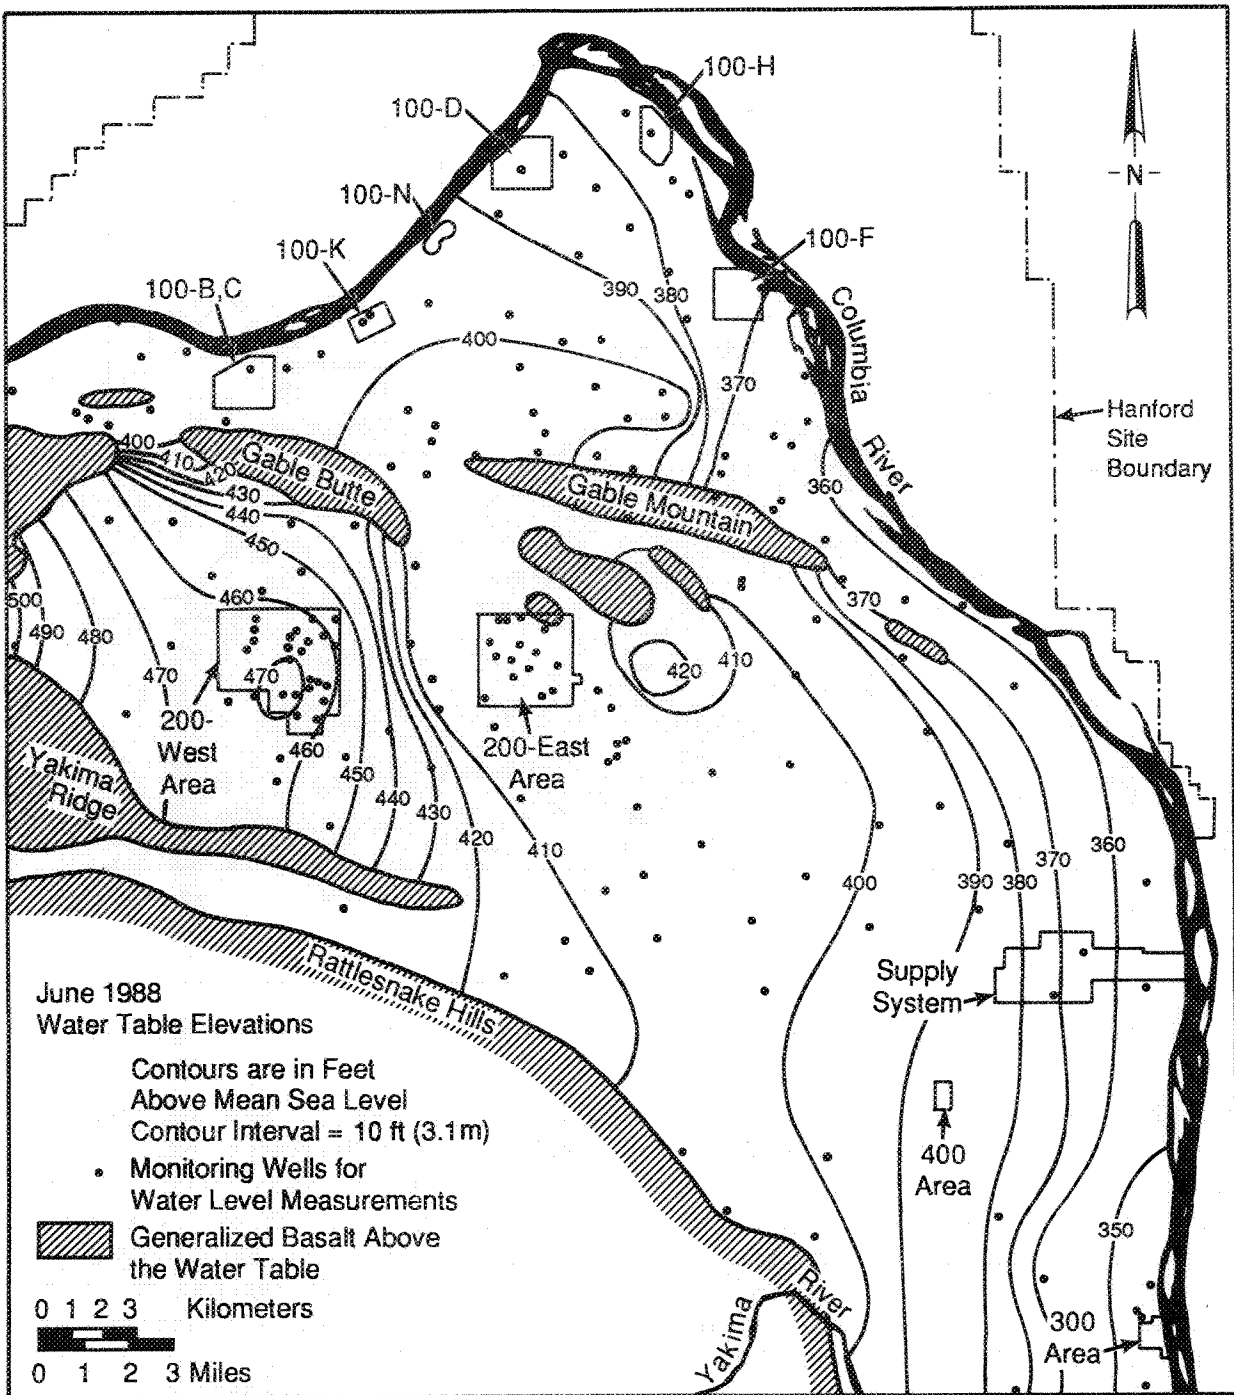 100-H
100-D
N
100-N
100-F
100-K
100-B,C
390
380
Columbia
River
400
370
Hanford
Site
Boundary
400
410
420
430
440
450
Gable Butte
Gable Mountain
360
500
490
480
470
460
470
460
370
420
410
200-
West
Area
200-East
Area
Yakima
Ridge
450
440
430
420
410
400
390
380
370
360
Rattlesnake Hills
Supply
System
June 1988
Water Table Elevations
Contours are in Feet
Above Mean Sea Level
Contour Interval = 10 ft (3.1m)
Monitoring Wells for
Water Level Measurements
Generalized Basalt Above
the Water Table
0 1 2 3 Kilometers
0 1 2 3 Miles
400
Area
350
Yakima
River
300
Area